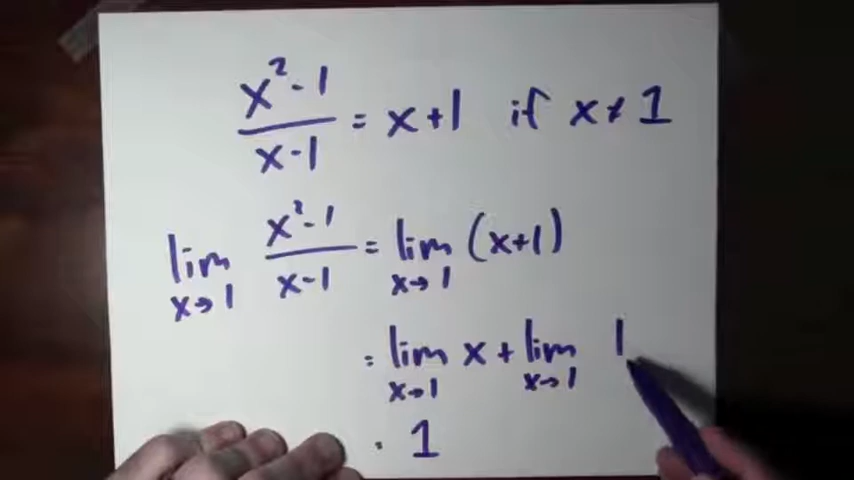 x²-1 / x-1 = x+1 if x≠1
lim x→1 x²-1 / x-1 = lim x→1 (x+1)
= lim x→1 x + lim x→1 1
= 1